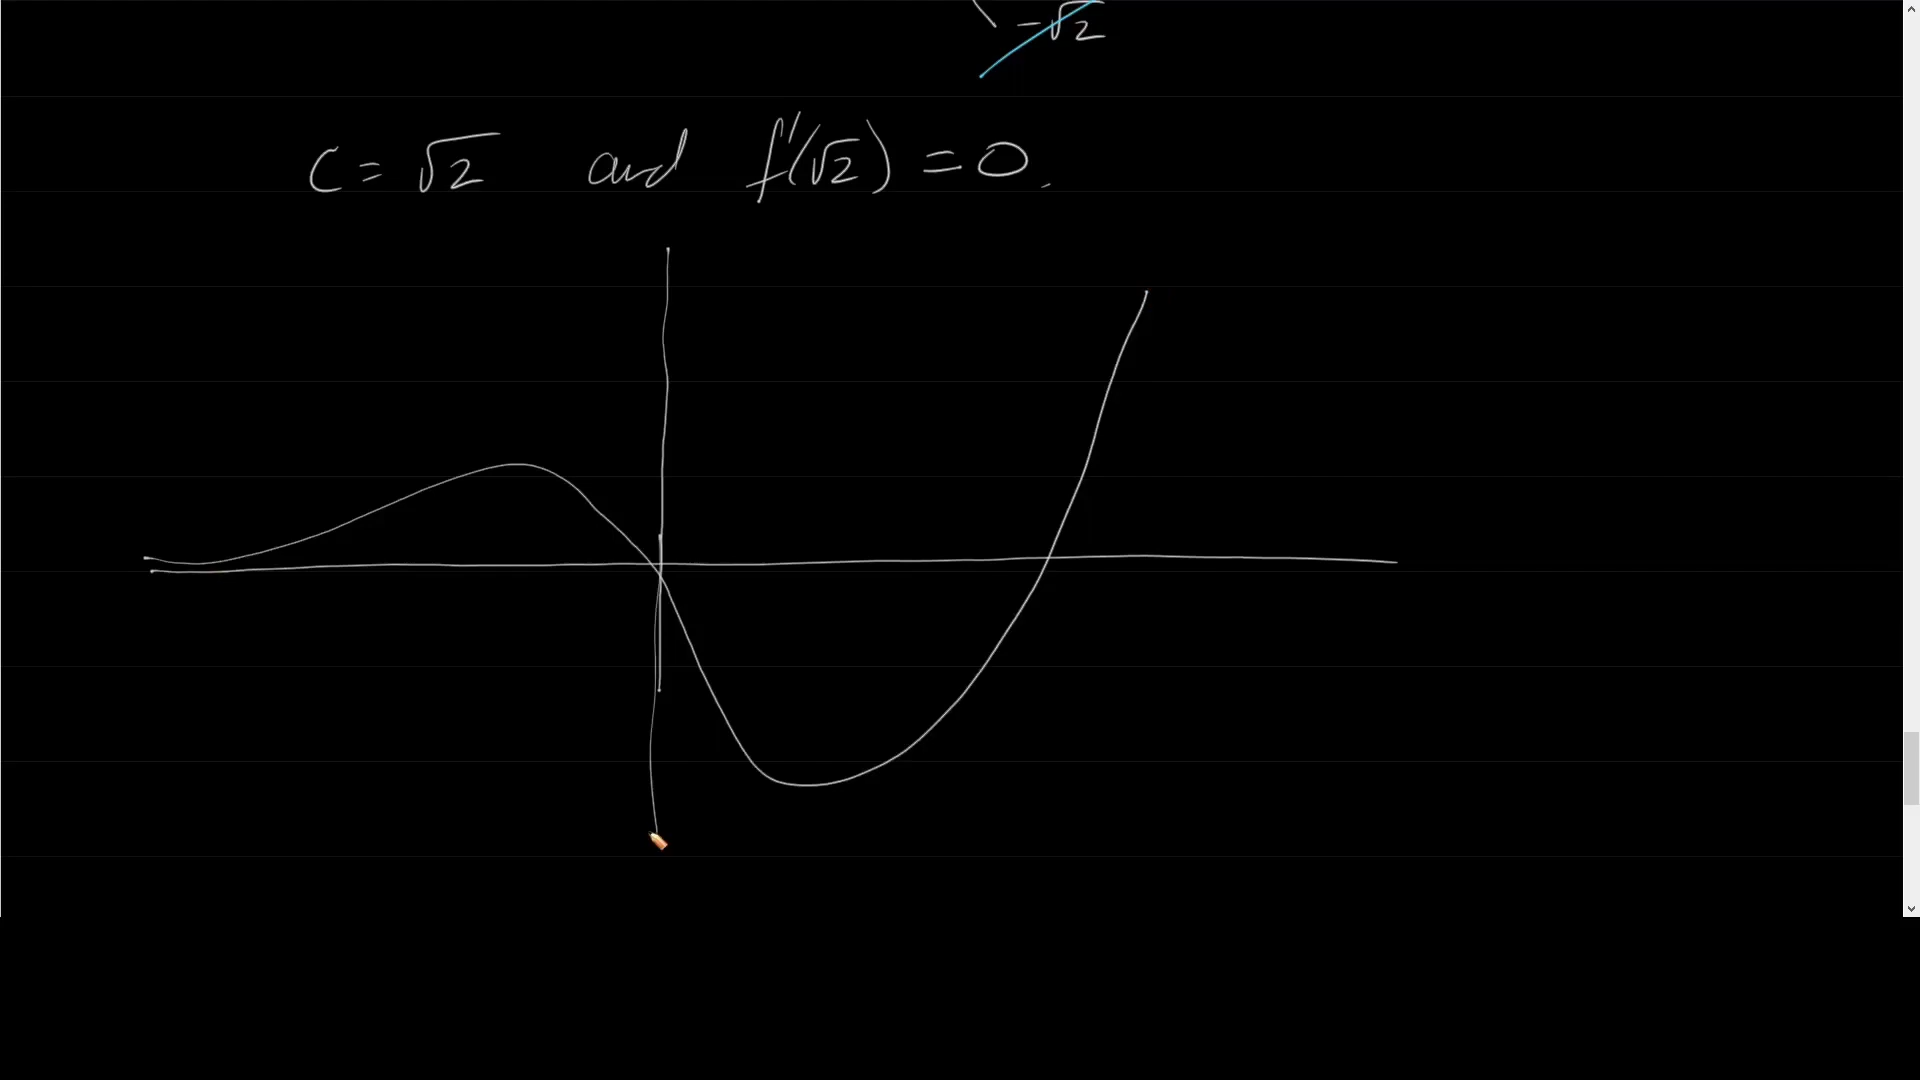 -√2
c = √2 and f'(√2) = 0.